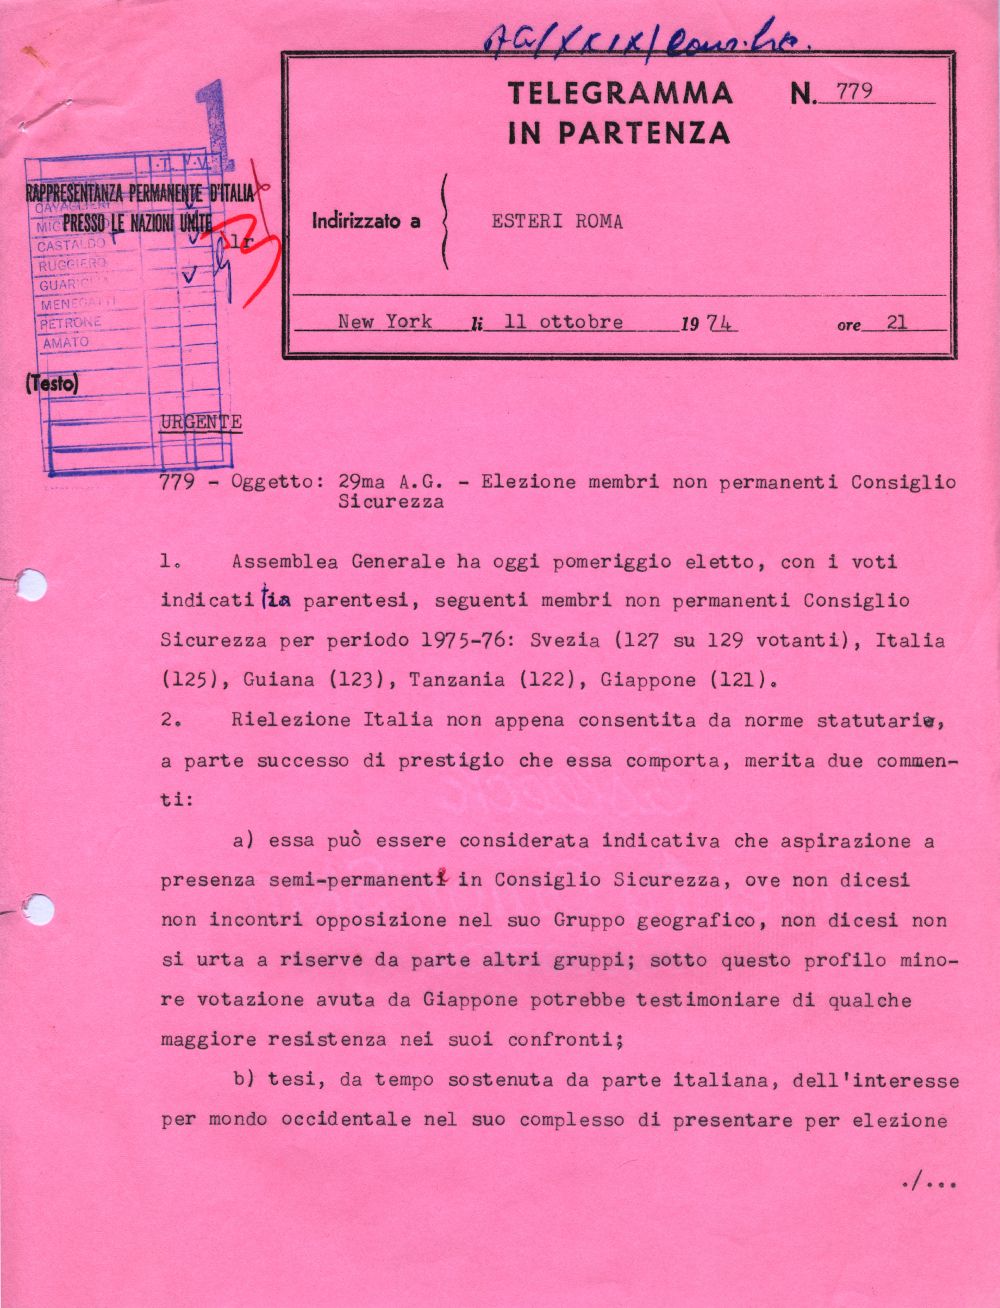 AG/XXIX/Cons. Sic.
TELEGRAMMA
IN PARTENZA
N. 779
1
I.T. V.V.
RAPPRESENTANZA PERMANENTE D'ITALIA
PRESSO LE NAZIONI UNITE
lr
CASTALDO
RUGGIERO
GUARIGLIA
MENEGATTI
PETRONE
AMATO
Indirizzato a
ESTERI ROMA
New York li 11 ottobre 1974 ore 21
(Testo)
URGENTE
779 - Oggetto: 29ma A.G. - Elezione membri non permanenti Consiglio
Sicurezza
1. Assemblea Generale ha oggi pomeriggio eletto, con i voti
indicati in parentesi, seguenti membri non permanenti Consiglio
Sicurezza per periodo 1975-76: Svezia (127 su 129 votanti), Italia
(125), Guiana (123), Tanzania (122), Giappone (121).
2. Rielezione Italia non appena consentita da norme statutarie,
a parte successo di prestigio che essa comporta, merita due commen-
ti:
a) essa può essere considerata indicativa che aspirazione a
presenza semi-permanente in Consiglio Sicurezza, ove non dicesi
non incontri opposizione nel suo Gruppo geografico, non dicesi non
si urta a riserve da parte altri gruppi; sotto questo profilo mino-
re votazione avuta da Giappone potrebbe testimoniare di qualche
maggiore resistenza nei suoi confronti;
b) tesi, da tempo sostenuta da parte italiana, dell'interesse
per mondo occidentale nel suo complesso di presentare per elezione
./...